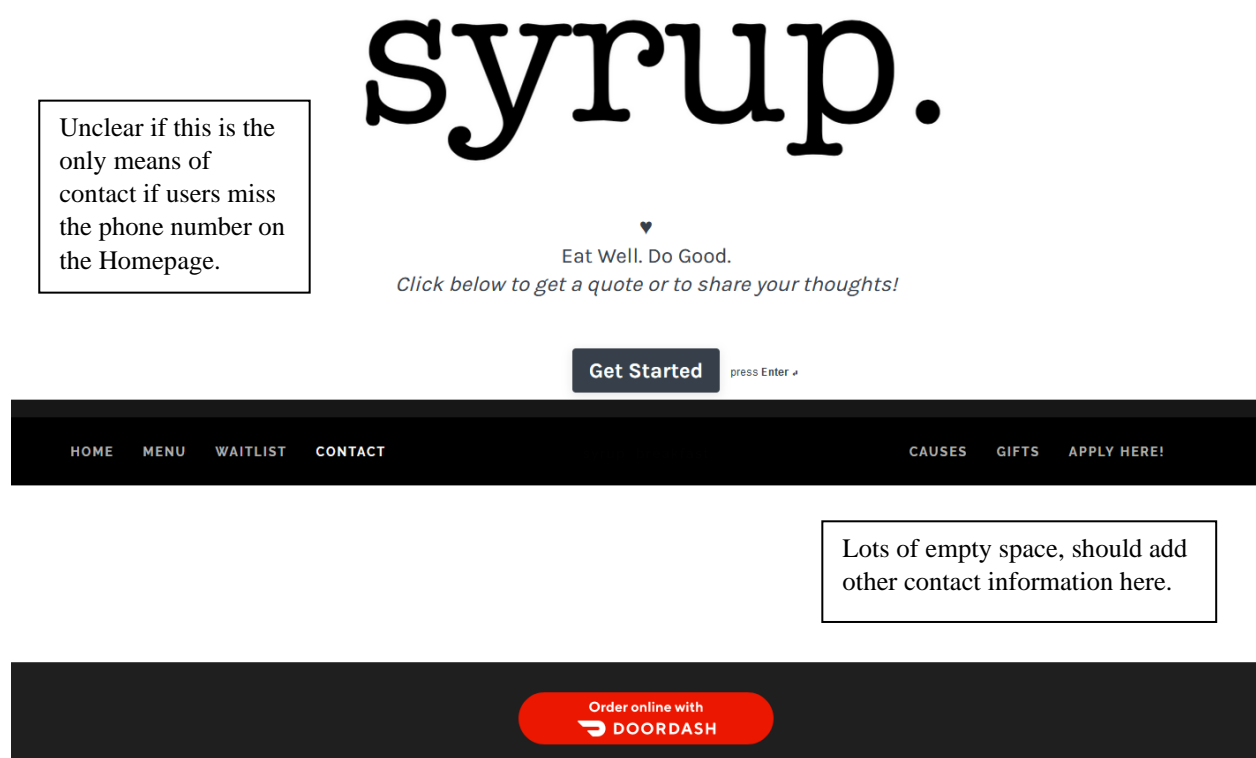 syrup.
Unclear if this is the
only means of
contact if users miss
the phone number on
the Homepage.
♥
Eat Well. Do Good.
Click below to get a quote or to share your thoughts!
Get Started
press Enter ↵
HOME MENU WAITLIST CONTACT CAUSES GIFTS APPLY HERE!
Lots of empty space, should add
other contact information here.
Order online with
DOORDASH